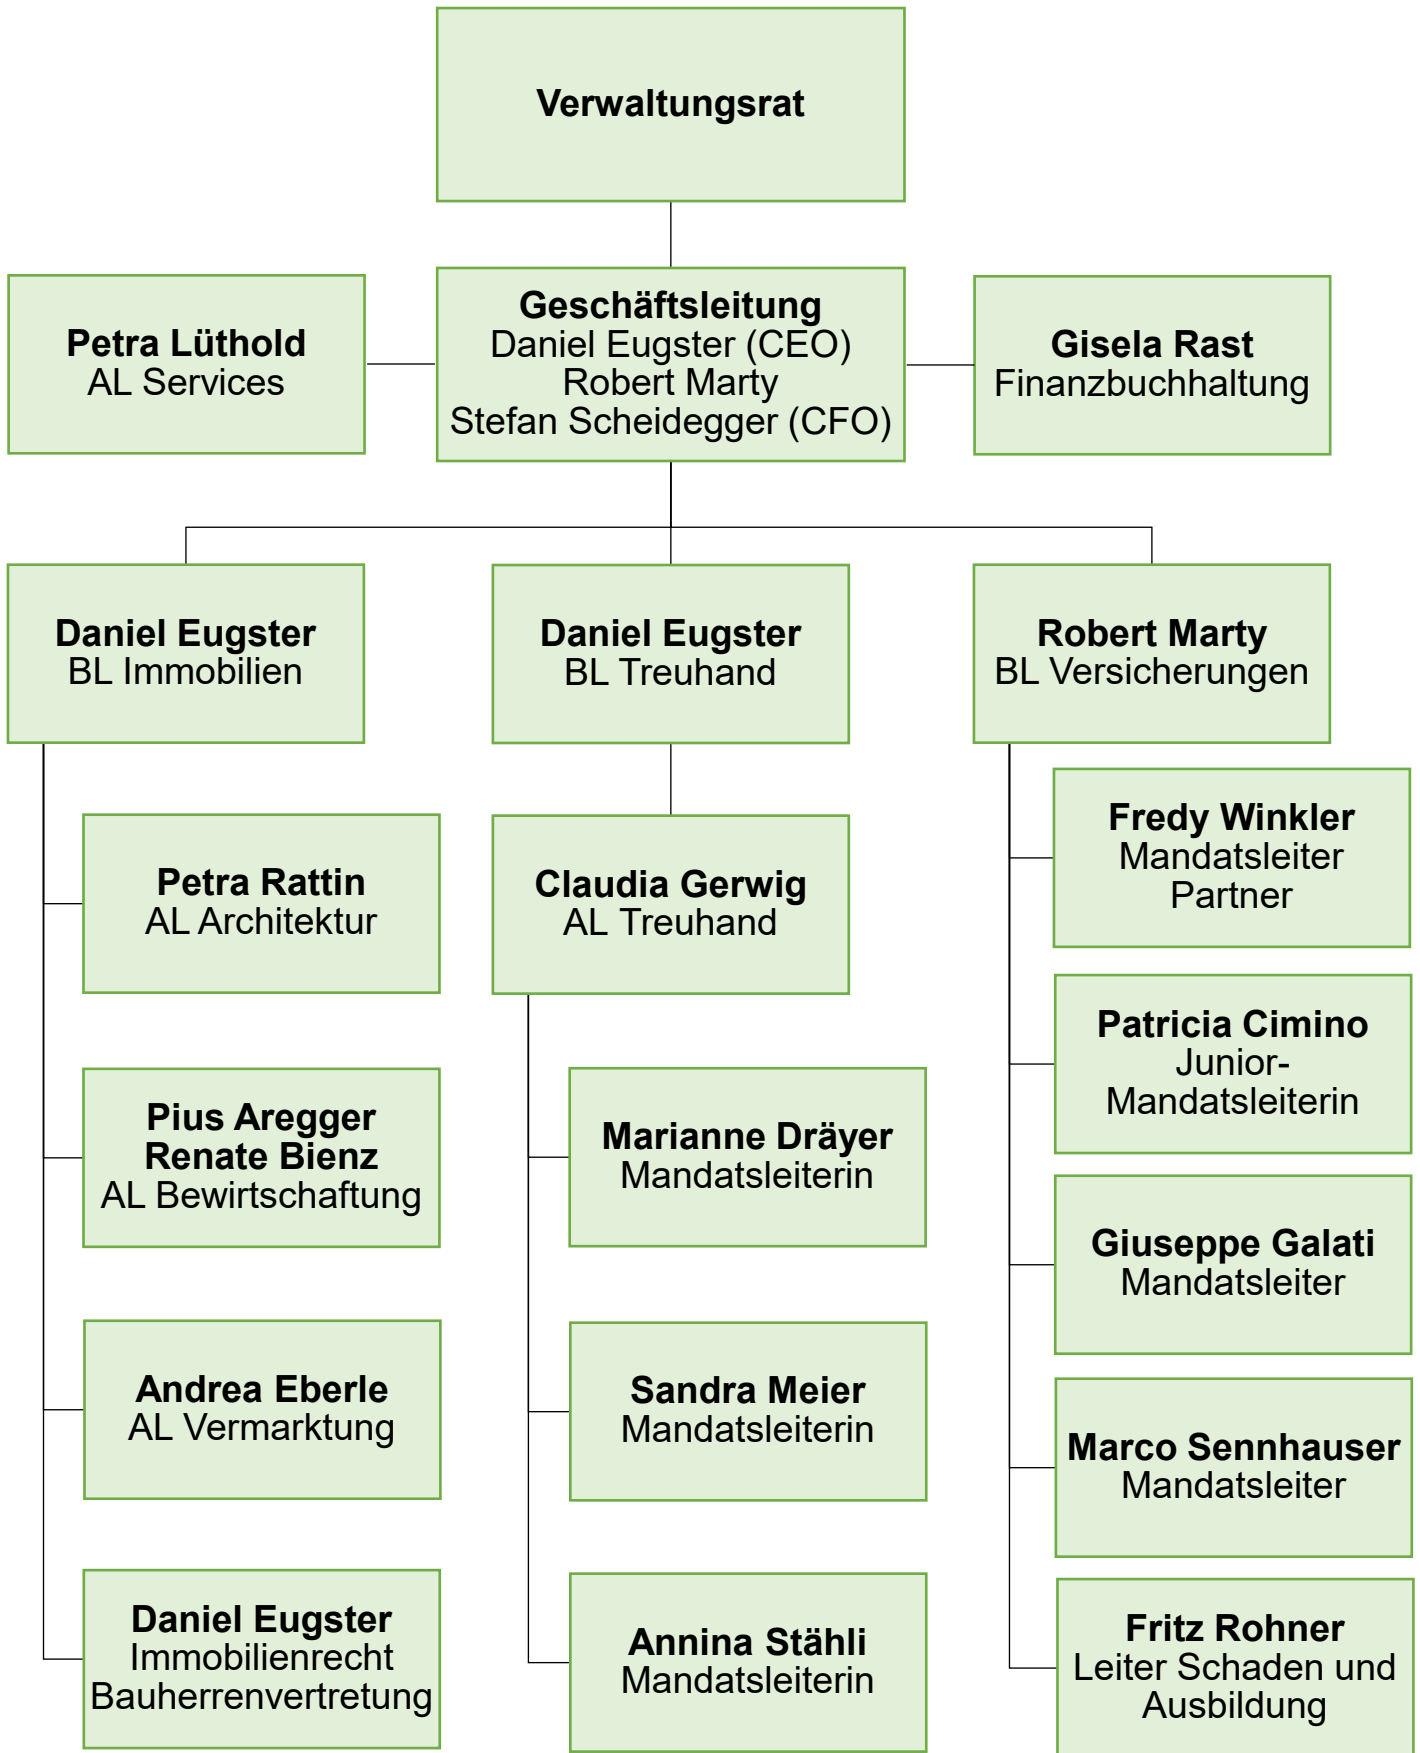 Verwaltungsrat
Petra Lüthold
AL Services
Geschäftsleitung
Daniel Eugster (CEO)
Robert Marty
Stefan Scheidegger (CFO)
Gisela Rast
Finanzbuchhaltung
Daniel Eugster
BL Immobilien
Daniel Eugster
BL Treuhand
Robert Marty
BL Versicherungen
Petra Rattin
AL Architektur
Pius Aregger
Renate Bienz
AL Bewirtschaftung
Andrea Eberle
AL Vermarktung
Daniel Eugster
Immobilienrecht
Bauherrenvertretung
Claudia Gerwig
AL Treuhand
Marianne Dräyer
Mandatsleiterin
Sandra Meier
Mandatsleiterin
Annina Stähli
Mandatsleiterin
Fredy Winkler
Mandatsleiter
Partner
Patricia Cimino
Junior-
Mandatsleiterin
Giuseppe Galati
Mandatsleiter
Marco Sennhauser
Mandatsleiter
Fritz Rohner
Leiter Schaden und
Ausbildung